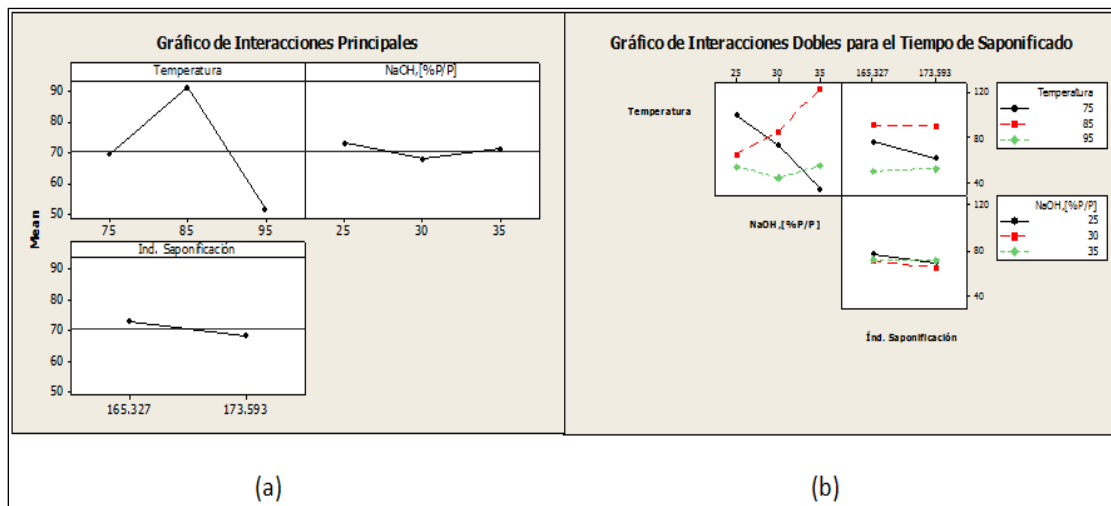 Gráfico de Interacciones Principales
Temperatura
NaOH,[%P/P]
90
80
70
60
50
75
85
95
25
30
35
Mean
Ind. Saponificación
90
80
70
60
50
165.327
173.593
(a)
Gráfico de Interacciones Dobles para el Tiempo de Saponificado
25
30
35
165.327
173.593
Temperatura
120
80
40
Temperatura
75
85
95
NaOH,[%P/P]
120
80
40
NaOH,[%P/P]
25
30
35
Índ. Saponificación
(b)